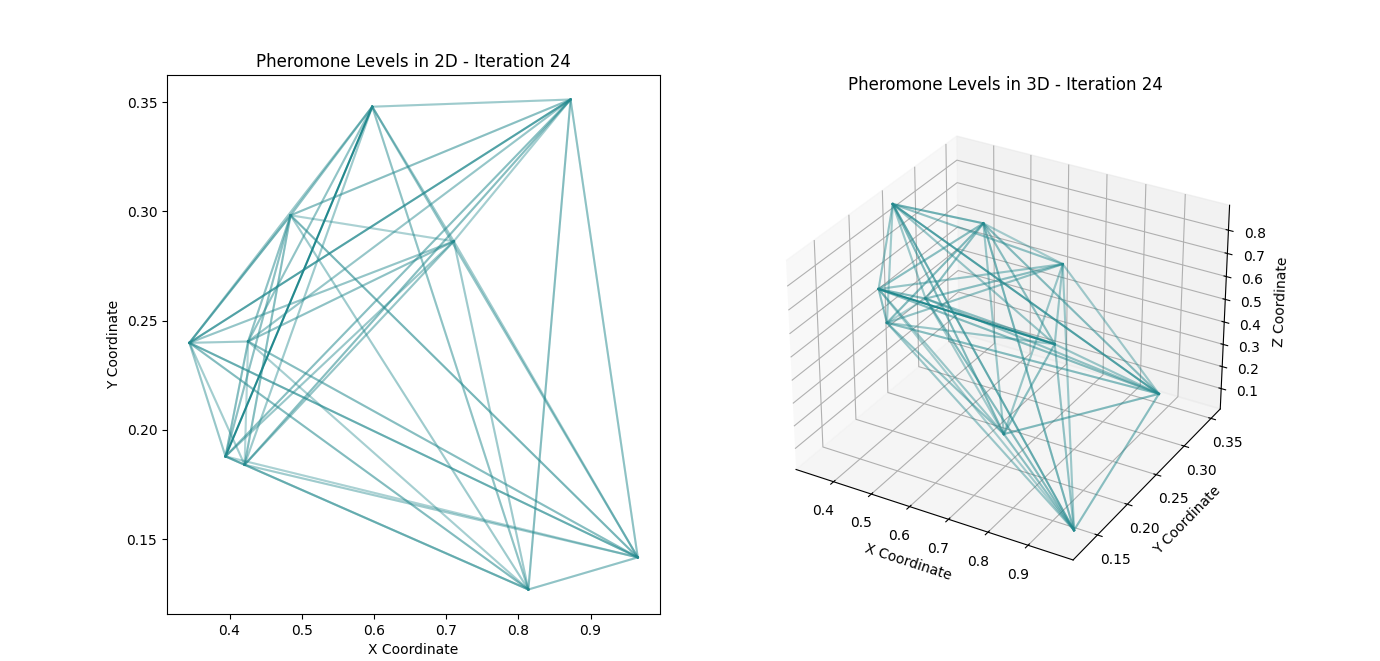 Pheromone Levels in 2D - Iteration 24
0.35
0.30
0.25
0.20
0.15
Y Coordinate
0.4 0.5 0.6 0.7 0.8 0.9
X Coordinate
Pheromone Levels in 3D - Iteration 24
0.8
0.7
0.6
0.5
0.4
0.3
0.2
0.1
Z Coordinate
0.35
0.30
0.25
0.20
0.15
Y Coordinate
0.4 0.5 0.6 0.7 0.8 0.9
X Coordinate